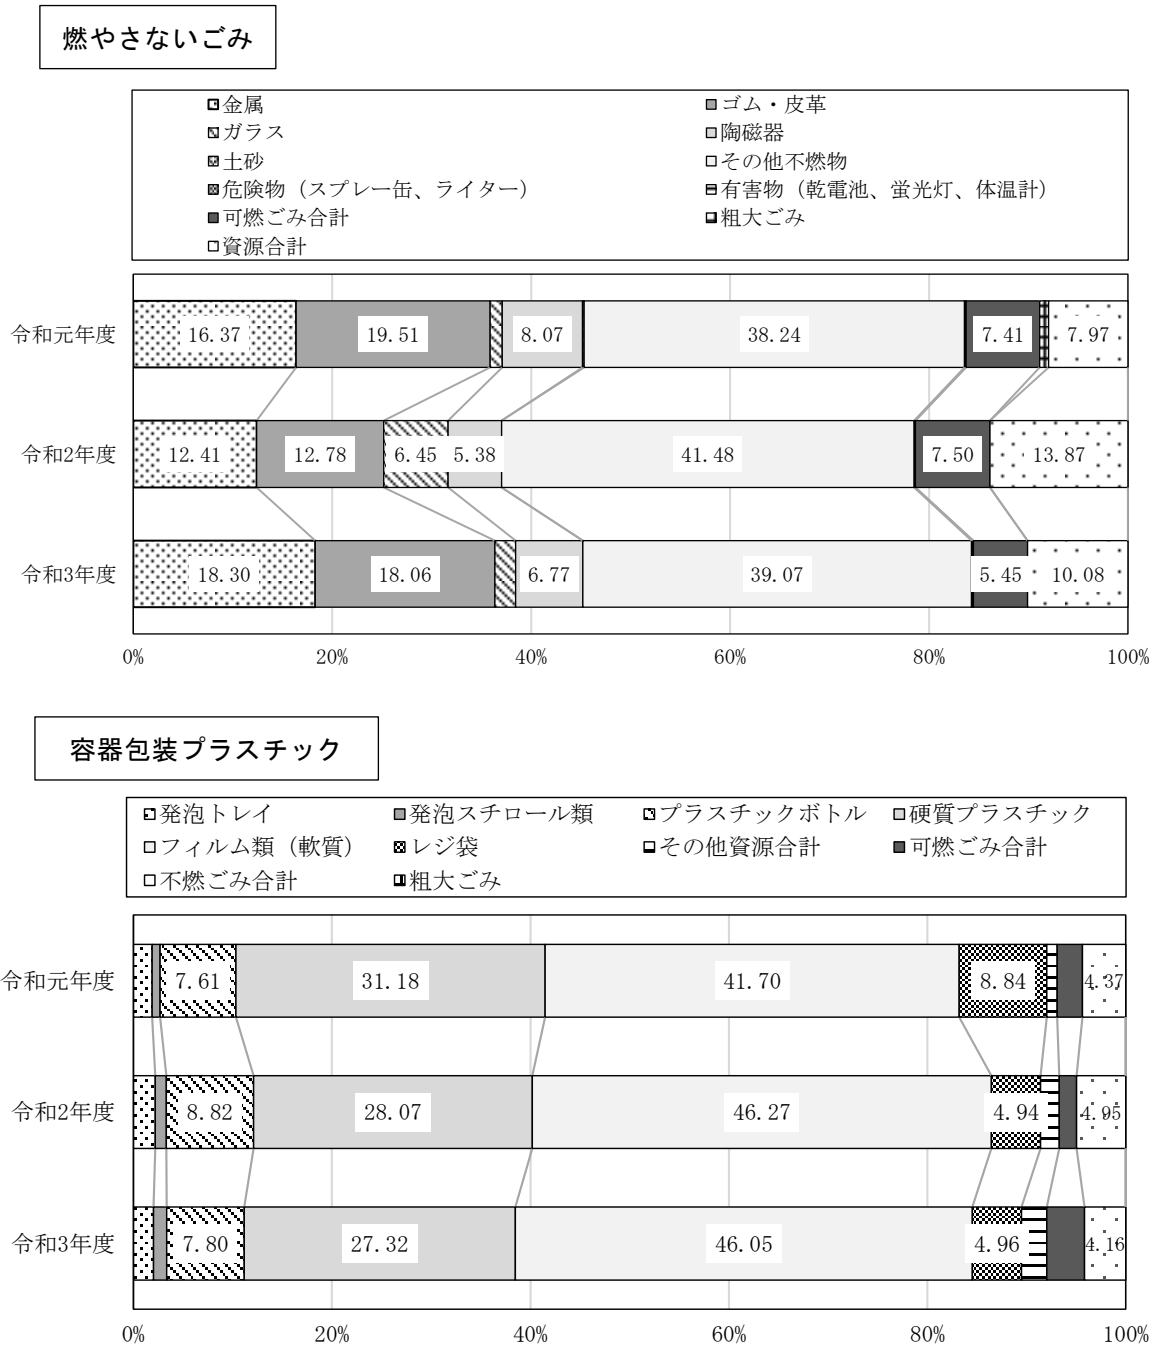 燃やさないごみ
金属 ゴム・皮革
ガラス 陶磁器
土砂 その他不燃物
危険物（スプレー缶、ライター） 有害物（乾電池、蛍光灯、体温計）
可燃ごみ合計 粗大ごみ
資源合計
令和元年度 16.37 19.51 8.07 38.24 7.41 7.97
令和2年度 12.41 12.78 6.45 5.38 41.48 7.50 13.87
令和3年度 18.30 18.06 6.77 39.07 5.45 10.08
0% 20% 40% 60% 80% 100%
容器包装プラスチック
発泡トレイ 発泡スチロール類 プラスチックボトル 硬質プラスチック
フィルム類（軟質） レジ袋 その他資源合計 可燃ごみ合計
不燃ごみ合計 粗大ごみ
令和元年度 7.61 31.18 41.70 8.84 4.37
令和2年度 8.82 28.07 46.27 4.94 4.95
令和3年度 7.80 27.32 46.05 4.96 4.16
0% 20% 40% 60% 80% 100%